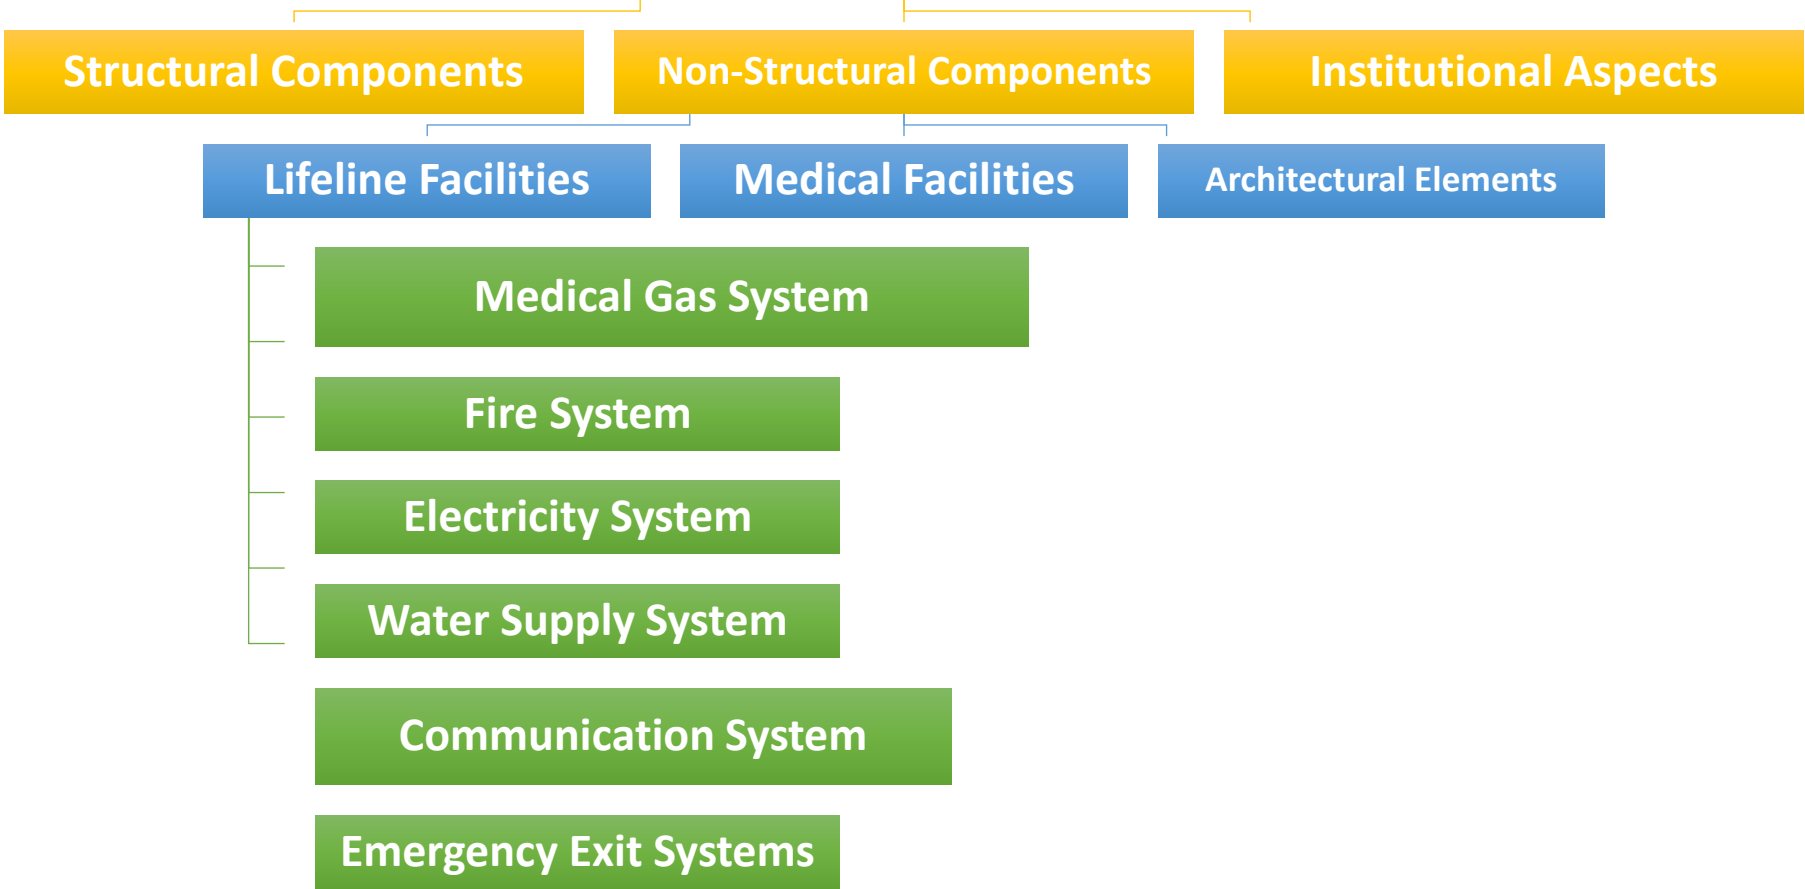 Structural Components
Non-Structural Components
Institutional Aspects
Lifeline Facilities
Medical Facilities
Architectural Elements
Medical Gas System
Fire System
Electricity System
Water Supply System
Communication System
Emergency Exit Systems